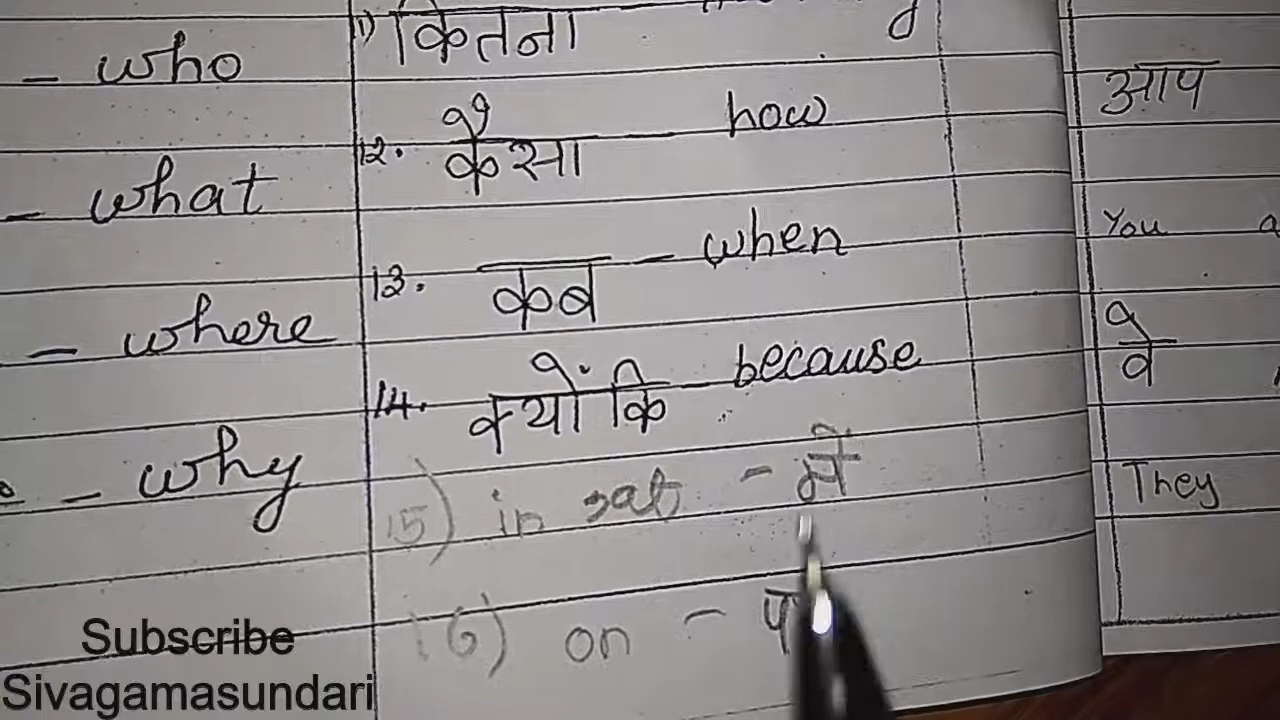 - who
- what
- where
- why
11) कितना
12. कैसा - how
13. कब - when
14. क्योंकि - because
15) in
- में
16) on -
आप
You
वे
They
Subscribe
Sivagamasundari